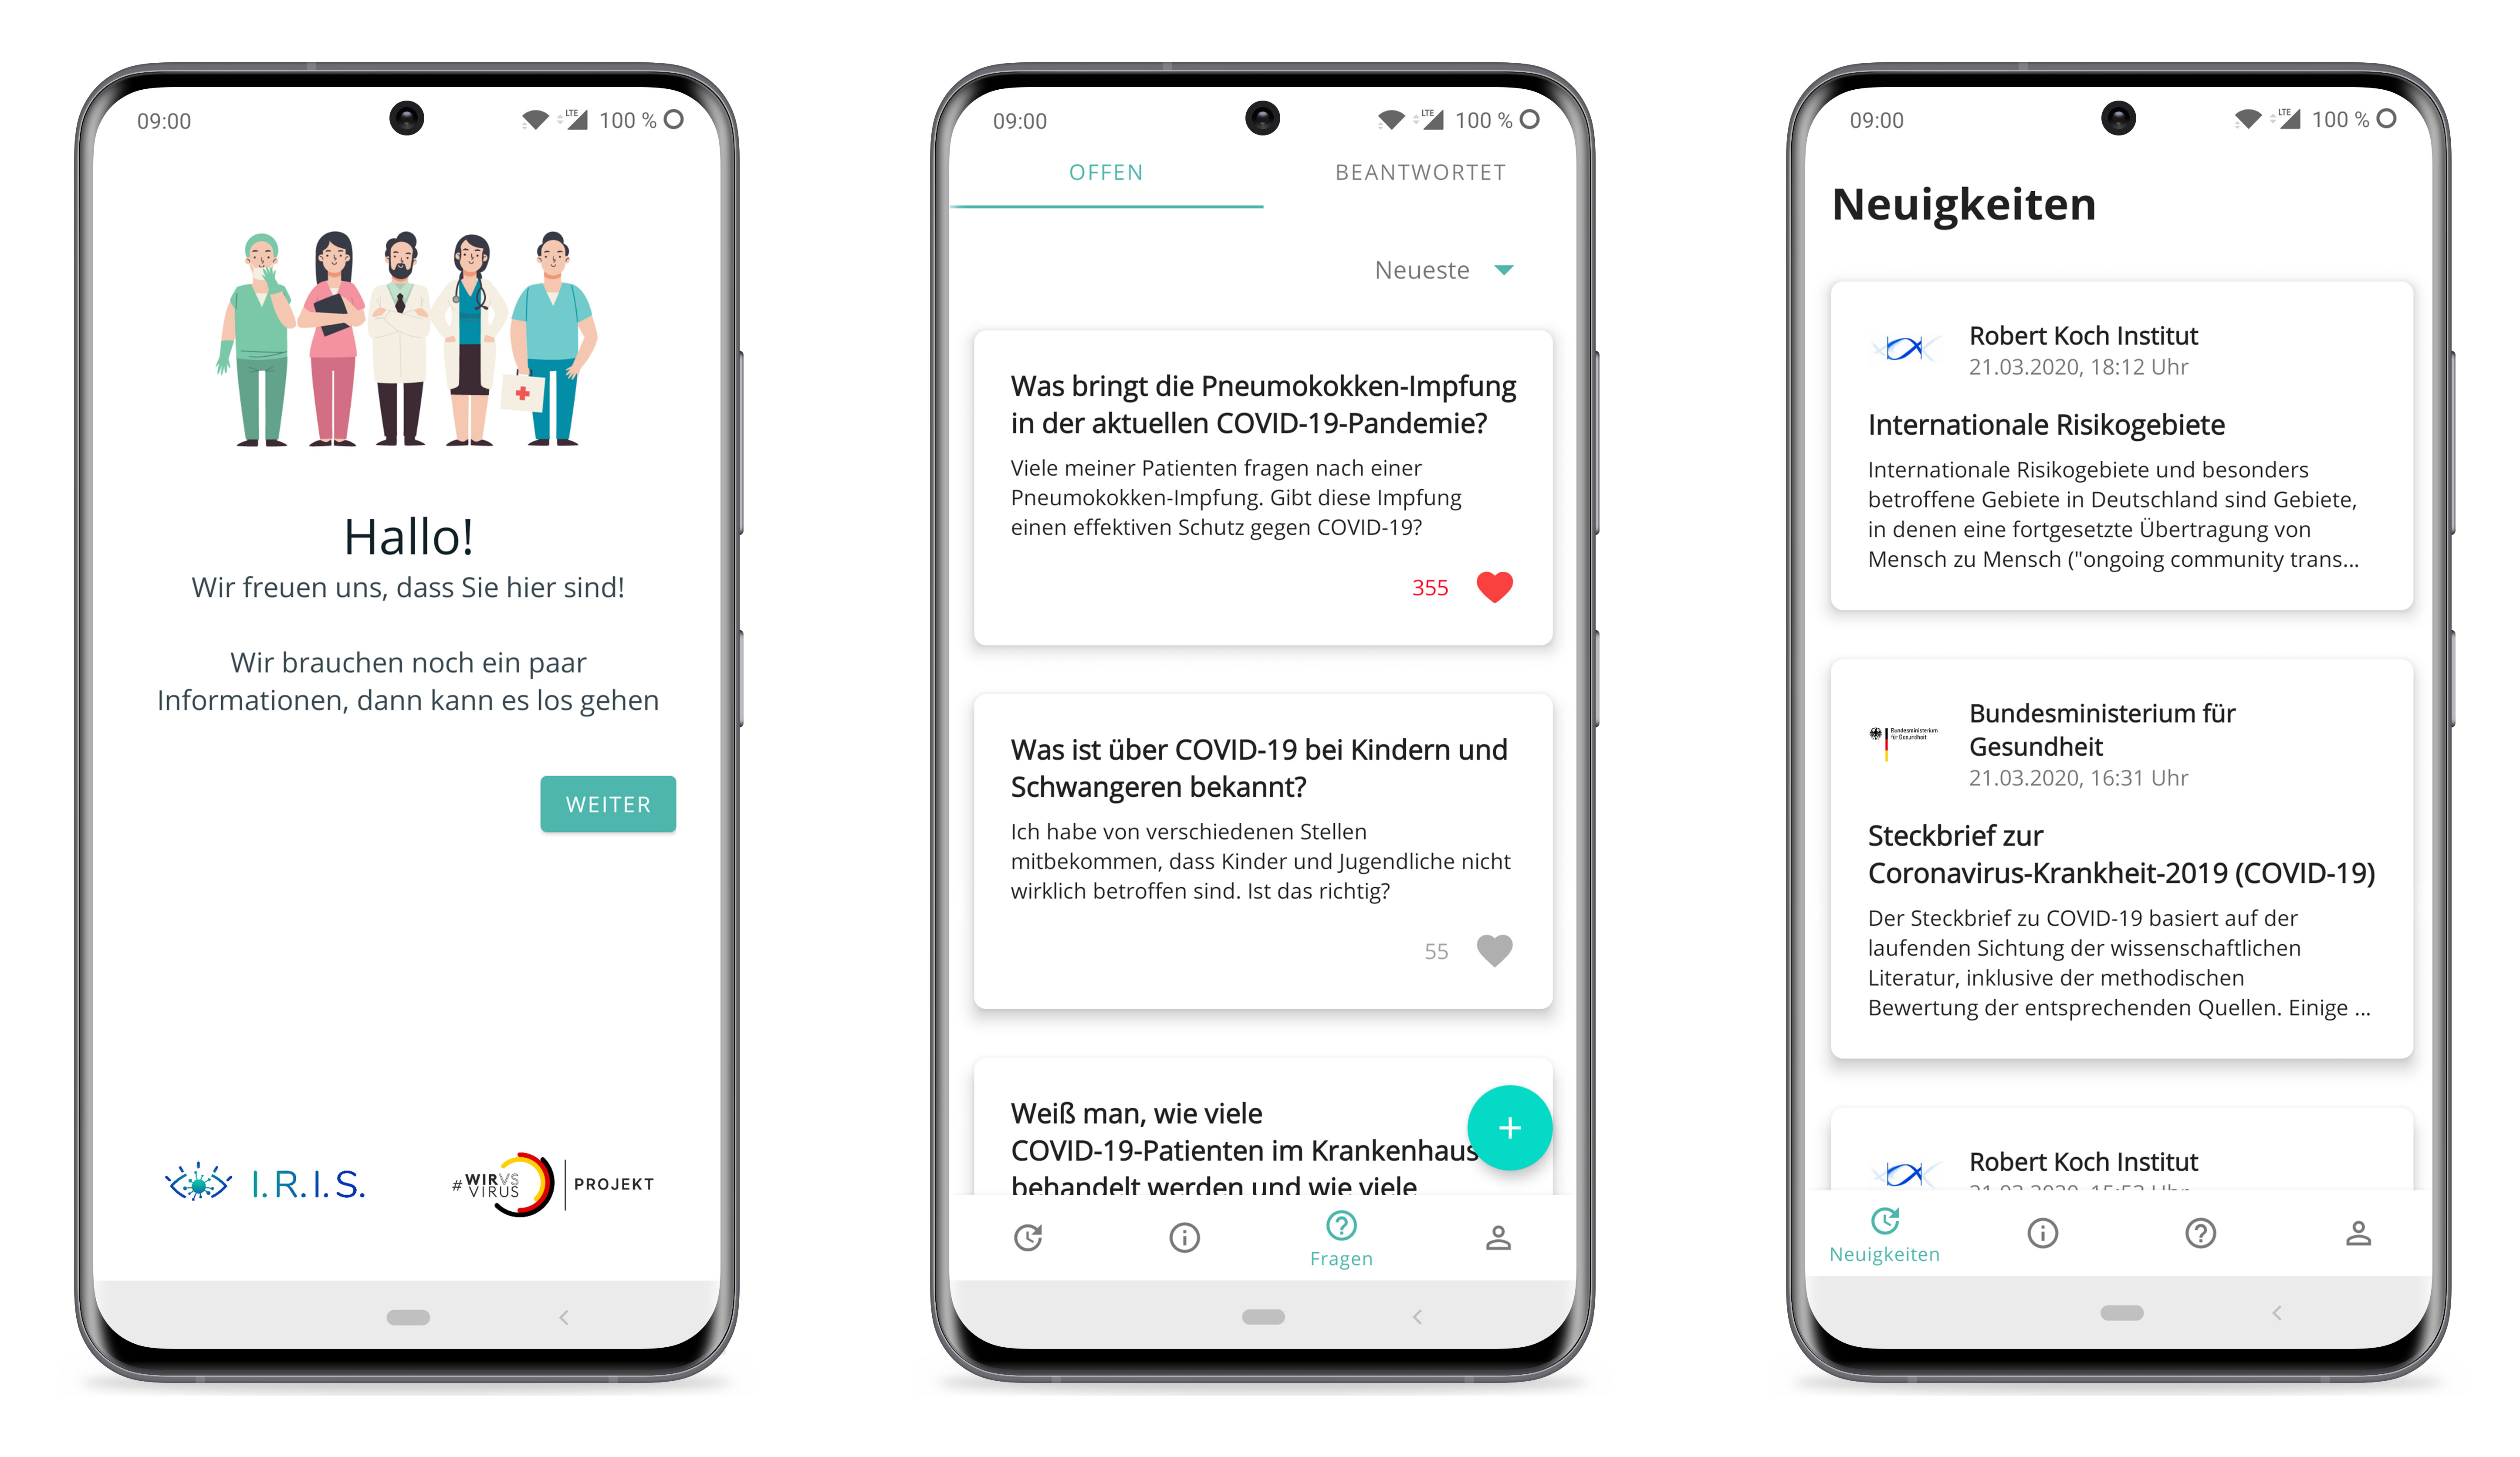 09:00
LTE
100 %
Hallo!
Wir freuen uns, dass Sie hier sind!
Wir brauchen noch ein paar
Informationen, dann kann es los gehen
WEITER
I.R.I.S.
#WIRVS
VIRUS
PROJEKT
09:00
LTE
100 %
OFFEN
BEANTWORTET
Neueste
Was bringt die Pneumokokken-Impfung
in der aktuellen COVID-19-Pandemie?
Viele meiner Patienten fragen nach einer
Pneumokokken-Impfung. Gibt diese Impfung
einen effektiven Schutz gegen COVID-19?
355
Was ist über COVID-19 bei Kindern und
Schwangeren bekannt?
Ich habe von verschiedenen Stellen
mitbekommen, dass Kinder und Jugendliche nicht
wirklich betroffen sind. Ist das richtig?
55
Weiß man, wie viele
COVID-19-Patienten im Krankenhaus
behandelt werden und wie viele
Fragen
09:00
LTE
100 %
Neuigkeiten
Robert Koch Institut
21.03.2020, 18:12 Uhr
Internationale Risikogebiete
Internationale Risikogebiete und besonders
betroffene Gebiete in Deutschland sind Gebiete,
in denen eine fortgesetzte Übertragung von
Mensch zu Mensch ("ongoing community trans...
Bundesministerium
für Gesundheit
Bundesministerium für
Gesundheit
21.03.2020, 16:31 Uhr
Steckbrief zur
Coronavirus-Krankheit-2019 (COVID-19)
Der Steckbrief zu COVID-19 basiert auf der
laufenden Sichtung der wissenschaftlichen
Literatur, inklusive der methodischen
Bewertung der entsprechenden Quellen. Einige ...
Robert Koch Institut
Neuigkeiten